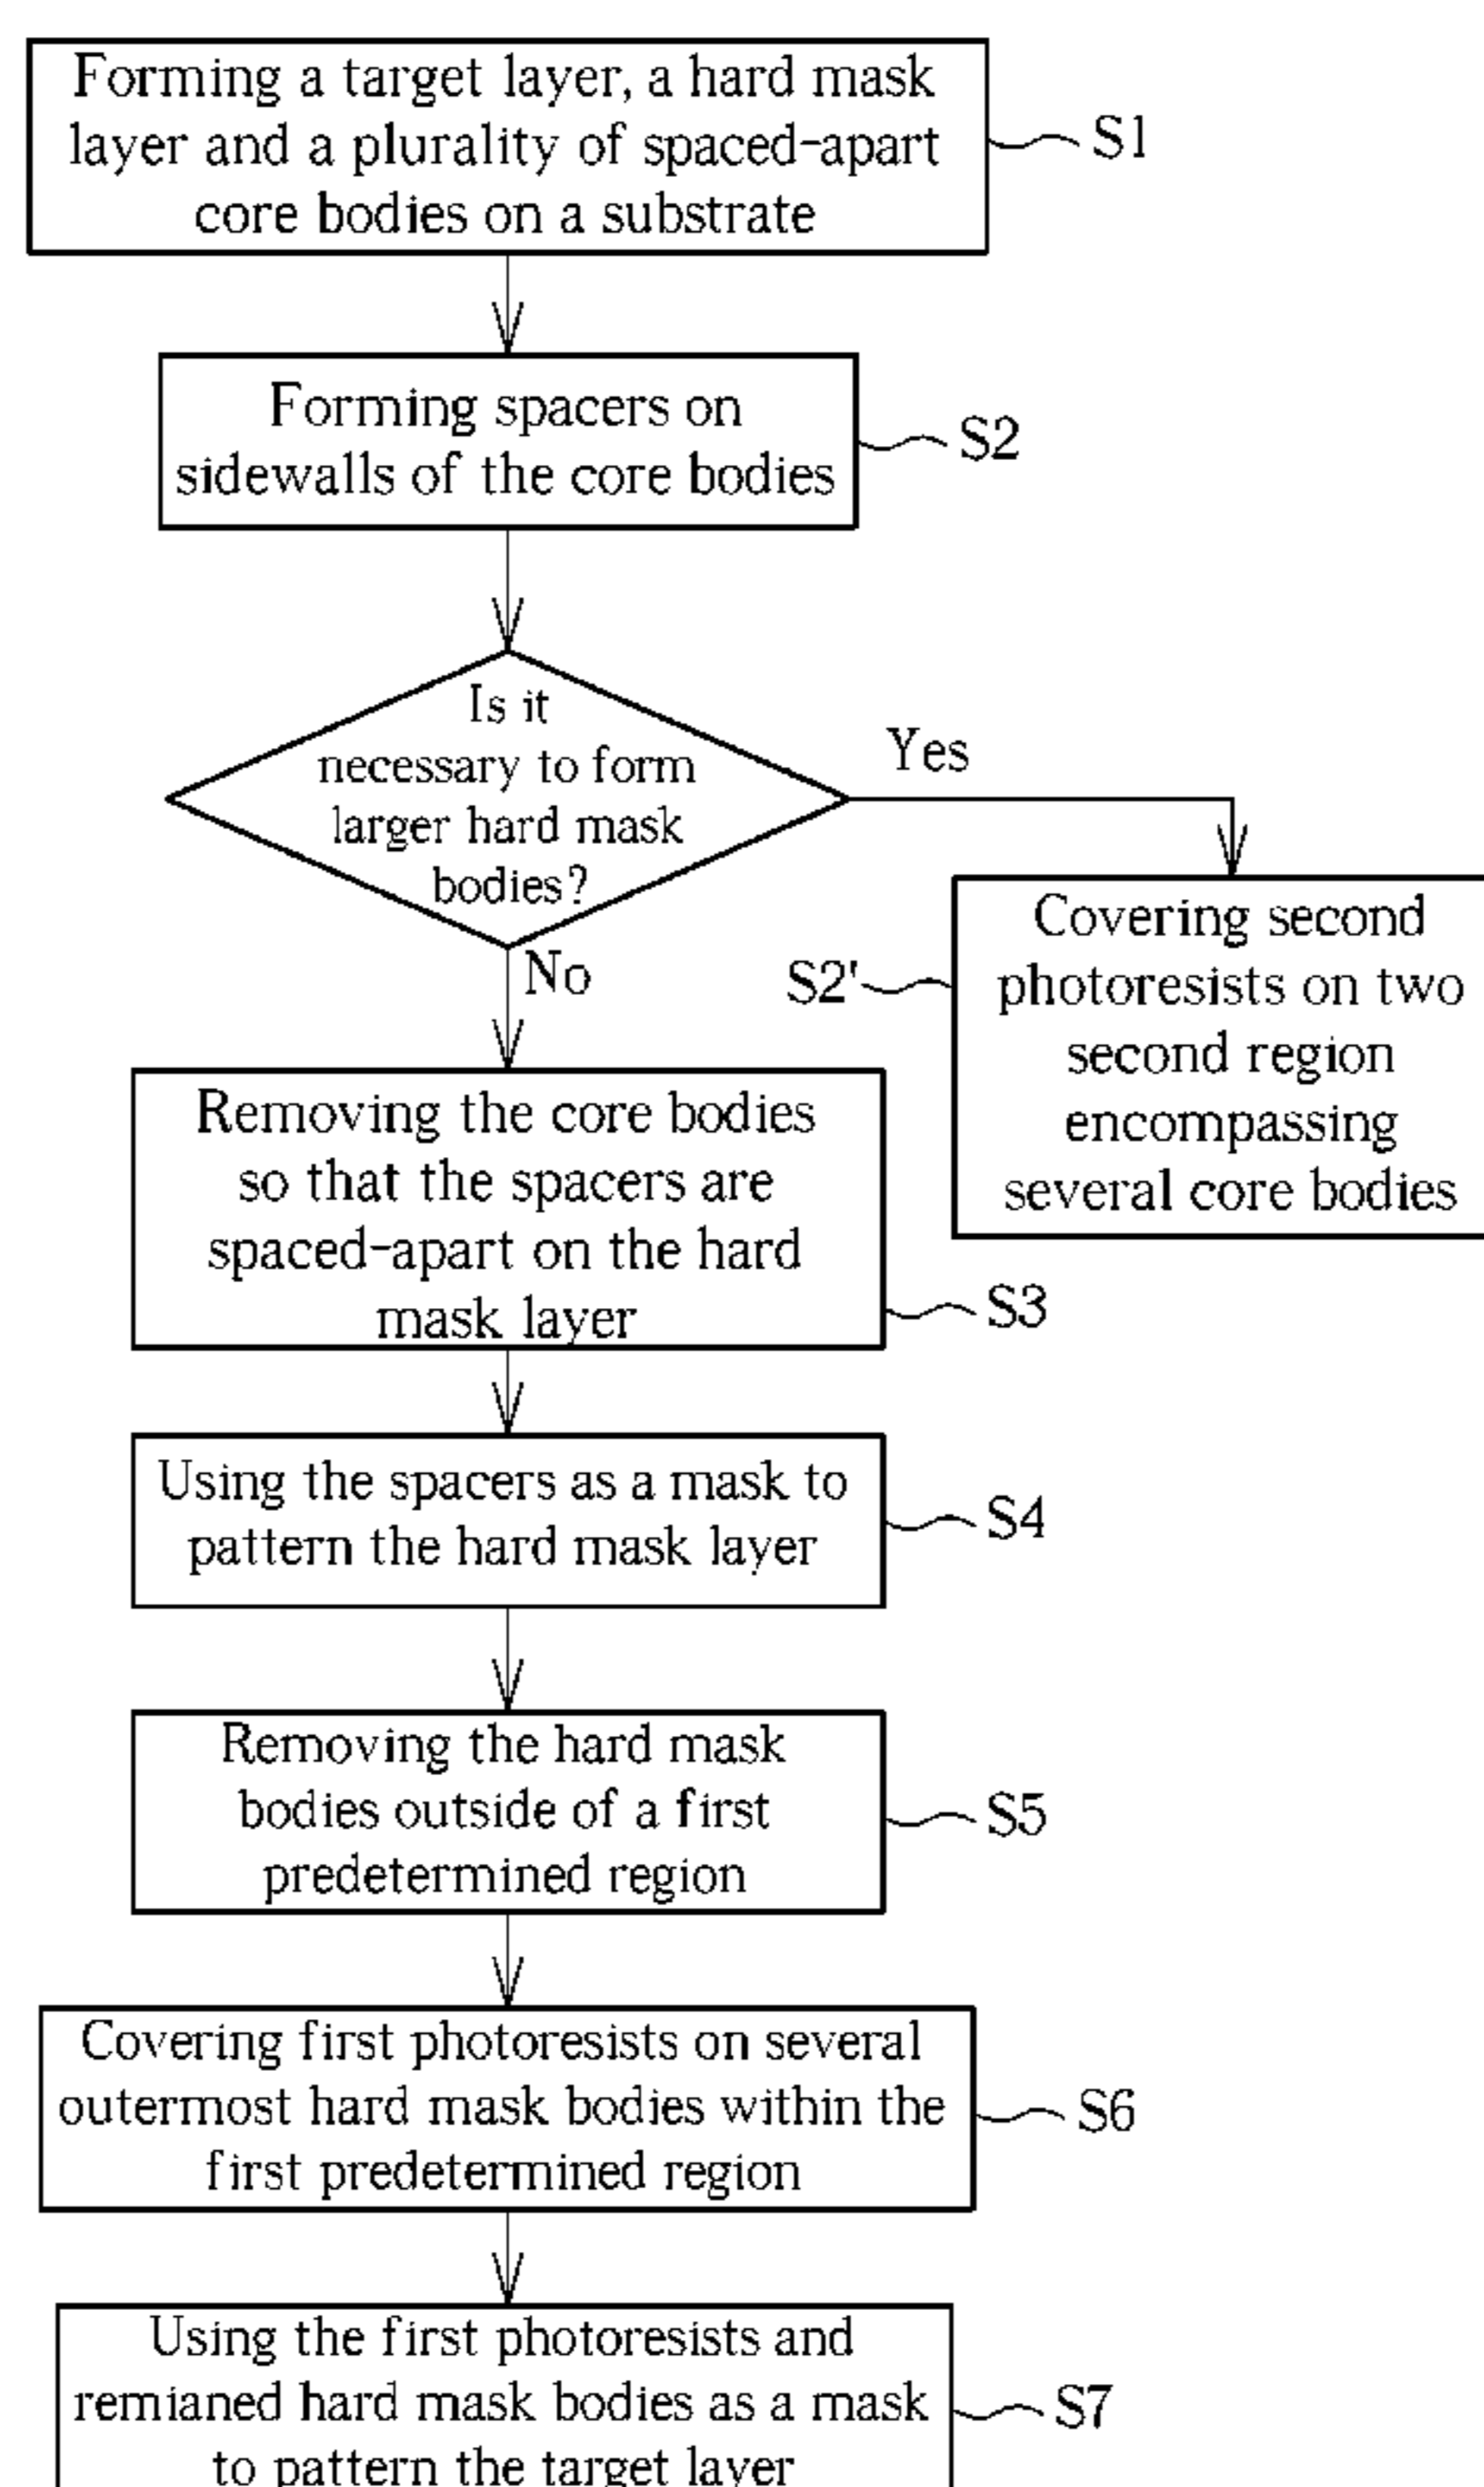 Forming a target layer, a hard mask
layer and a plurality of spaced-apart
core bodies on a substrate
S1
Forming spacers on
sidewalls of the core bodies
S2
Is it
necessary to form
larger hard mask
bodies?
Yes
No
Covering second
photoresists on two
second region
encompassing
several core bodies
S2'
Removing the core bodies
so that the spacers are
spaced-apart on the hard
mask layer
S3
Using the spacers as a mask to
pattern the hard mask layer
S4
Removing the hard mask
bodies outside of a first
predetermined region
S5
Covering first photoresists on several
outermost hard mask bodies within the
first predetermined region
S6
Using the first photoresists and
remianed hard mask bodies as a mask
to pattern the target layer
S7